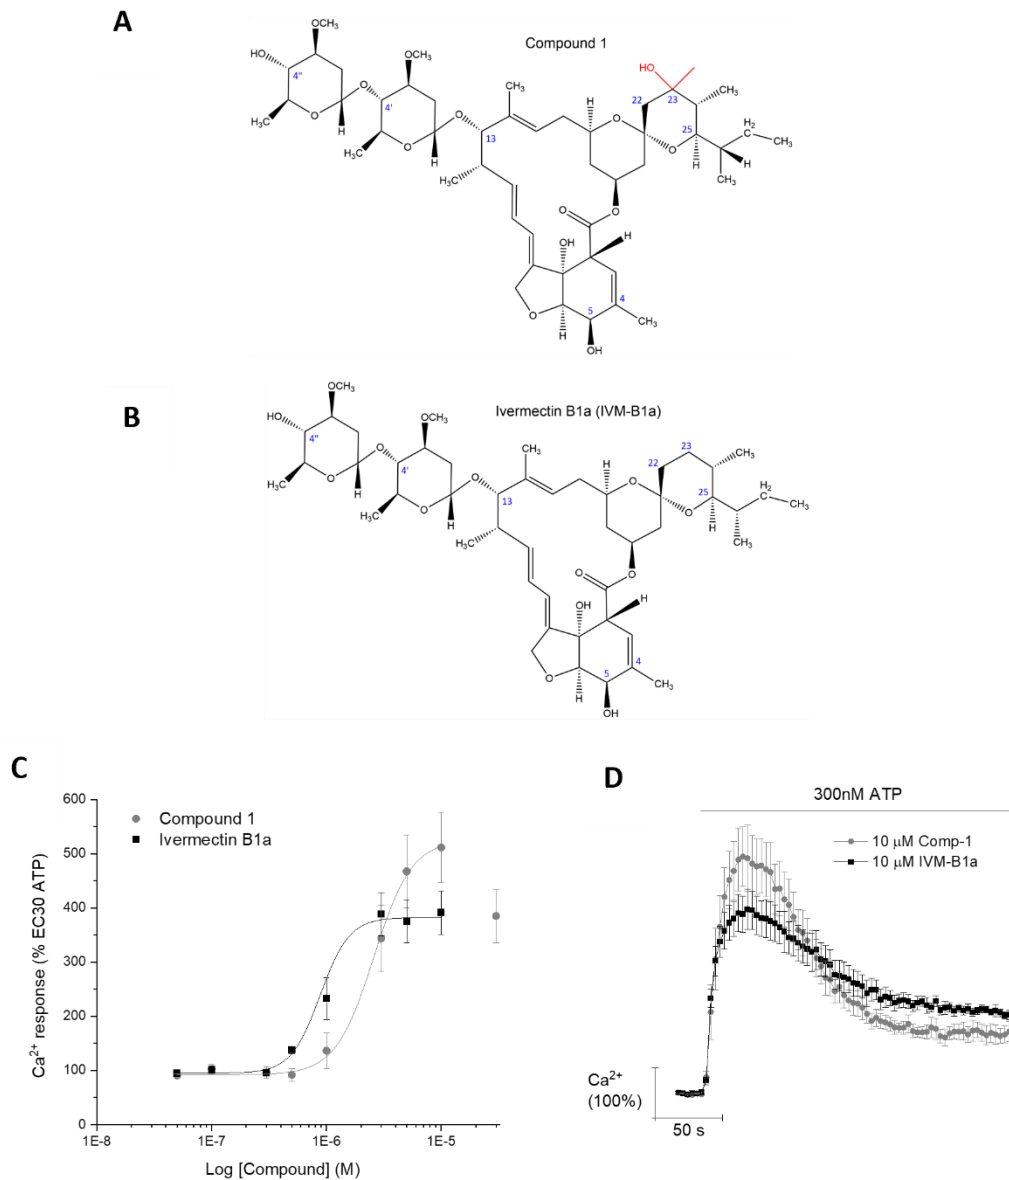 A
Compound 1
OCH₃
HO
4"
OCH₃
H₃C
O
O
H
4'
H₃C
O
O
H
H₃C
13
H₃C
H
O
O
HO
22
23
CH₃
25
H
H₂
C
CH₃
H
CH₃
O
O
OH
H
O
H
5
4
CH₃
OH
B
Ivermectin B1a (IVM-B1a)
OCH₃
HO
4"
OCH₃
H₃C
O
O
H
4'
H₃C
O
O
H
H₃C
13
H₃C
H
O
O
22
23
CH₃
25
H
H₂
C
CH₃
CH₃
O
O
OH
H
O
H
5
4
CH₃
OH
C
Ca²⁺ response (% EC30 ATP)
600
500
400
300
200
100
0
Compound 1
Ivermectin B1a
1E-8
1E-7
1E-6
1E-5
Log [Compound] (M)
D
300nM ATP
10 μM Comp-1
10 μM IVM-B1a
Ca²⁺
(100%)
50 s